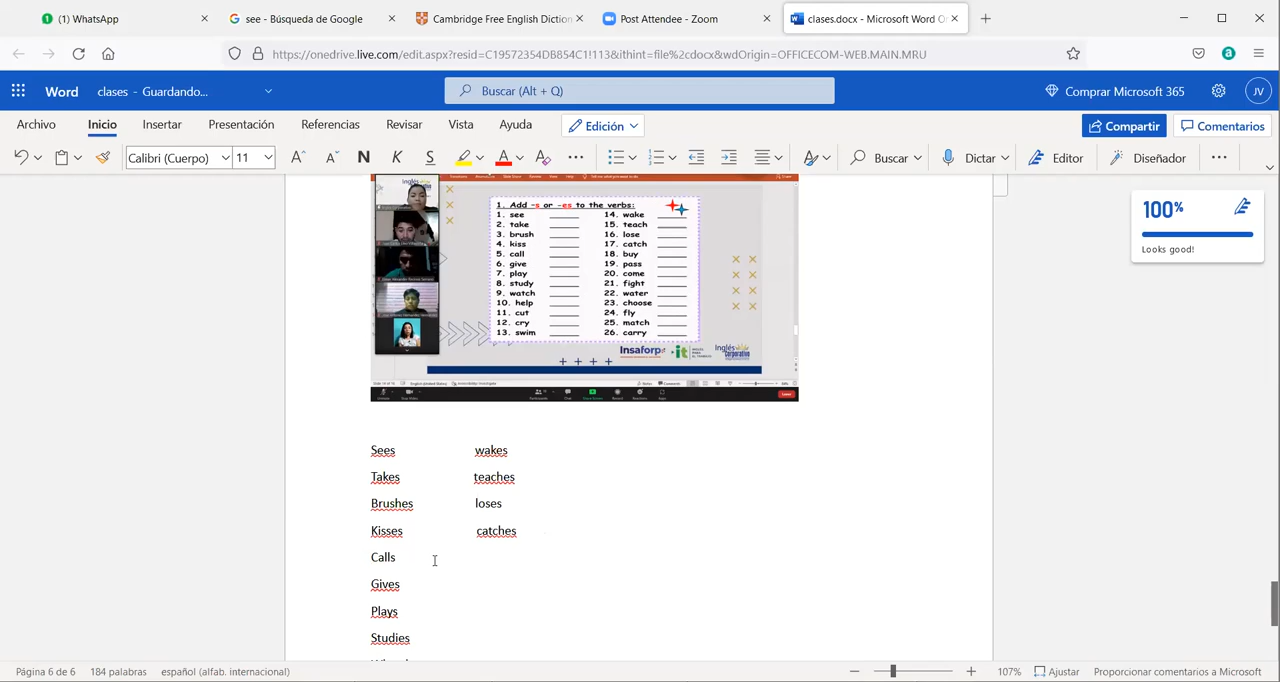 (1) WhatsApp
see - Búsqueda de Google
Cambridge Free English Diction
Post Attendee - Zoom
clases.docx - Microsoft Word O
https://onedrive.live.com/edit.aspx?resid=C19572354DB854C1!113&ithint=file%2cdocx&wdOrigin=OFFICECOM-WEB.MAIN.MRU
Word clases - Guardando...
Buscar (Alt + Q)
Comprar Microsoft 365
JV
Archivo Inicio Insertar Presentación Referencias Revisar Vista Ayuda
Edición
Compartir
Comentarios
Calibri (Cuerpo) 11 A A N K S A A
Buscar Dictar Editor Diseñador
100%
Looks good!
1. Add -s or -es to the verbs:
1. see
2. take
3. brush
4. kiss
5. call
6. give
7. play
8. study
9. watch
10. help
11. cut
12. cry
13. swim
14. wake
15. teach
16. lose
17. catch
18. buy
19. pass
20. come
21. fight
22. water
23. choose
24. fly
25. match
26. carry
Insaforp
Inglés
corporativo
Sees wakes
Takes teaches
Brushes loses
Kisses catches
Calls
Gives
Plays
Studies
Página 6 de 6 184 palabras español (alfab. internacional)
107% Ajustar Proporcionar comentarios a Microsoft